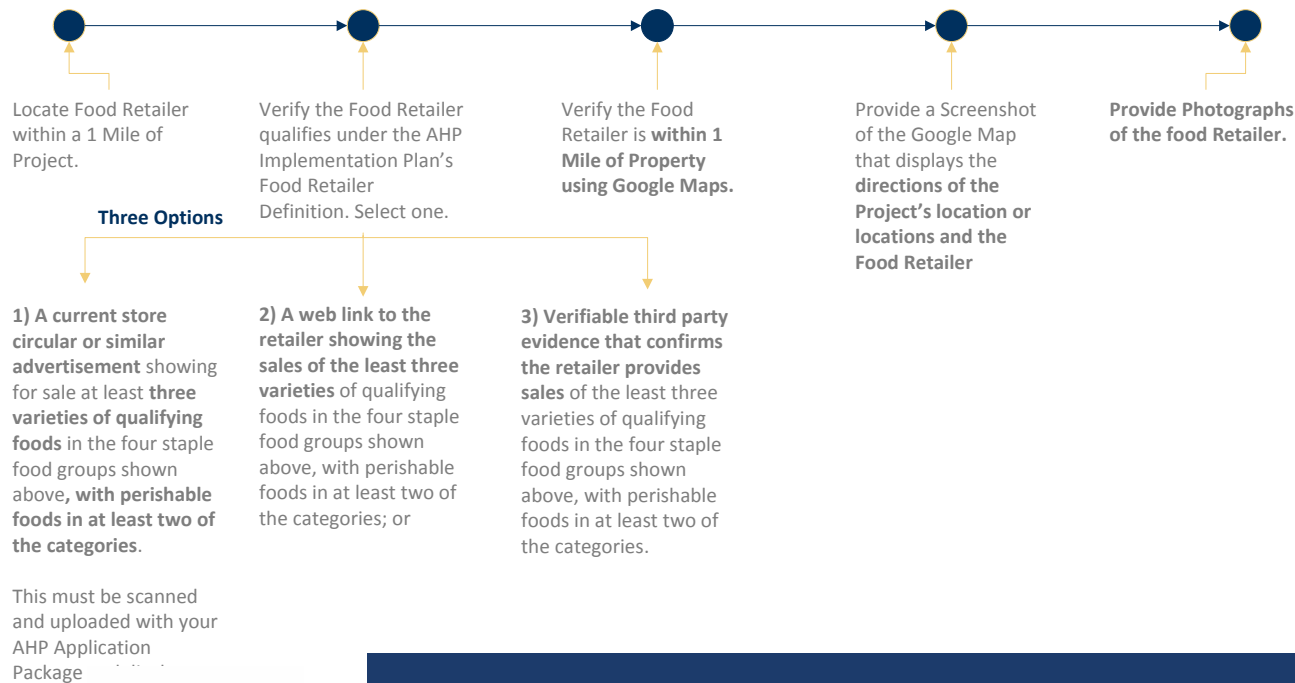 Locate Food Retailer
within a 1 Mile of
Project.
Verify the Food Retailer
qualifies under the AHP
Implementation Plan’s
Food Retailer
Definition. Select one.
Verify the Food
Retailer is within 1
Mile of Property
using Google Maps.
Provide a Screenshot
of the Google Map
that displays the
directions of the
Project’s location or
locations and the
Food Retailer
Provide Photographs
of the food Retailer.
Three Options
1) A current store
circular or similar
advertisement showing
for sale at least three
varieties of qualifying
foods in the four staple
food groups shown
above, with perishable
foods in at least two of
the categories.
This must be scanned
and uploaded with your
AHP Application
Package
2) A web link to the
retailer showing the
sales of the least three
varieties of qualifying
foods in the four staple
food groups shown
above, with perishable
foods in at least two of
the categories; or
3) Verifiable third party
evidence that confirms
the retailer provides
sales of the least three
varieties of qualifying
foods in the four staple
food groups shown
above, with perishable
foods in at least two of
the categories.